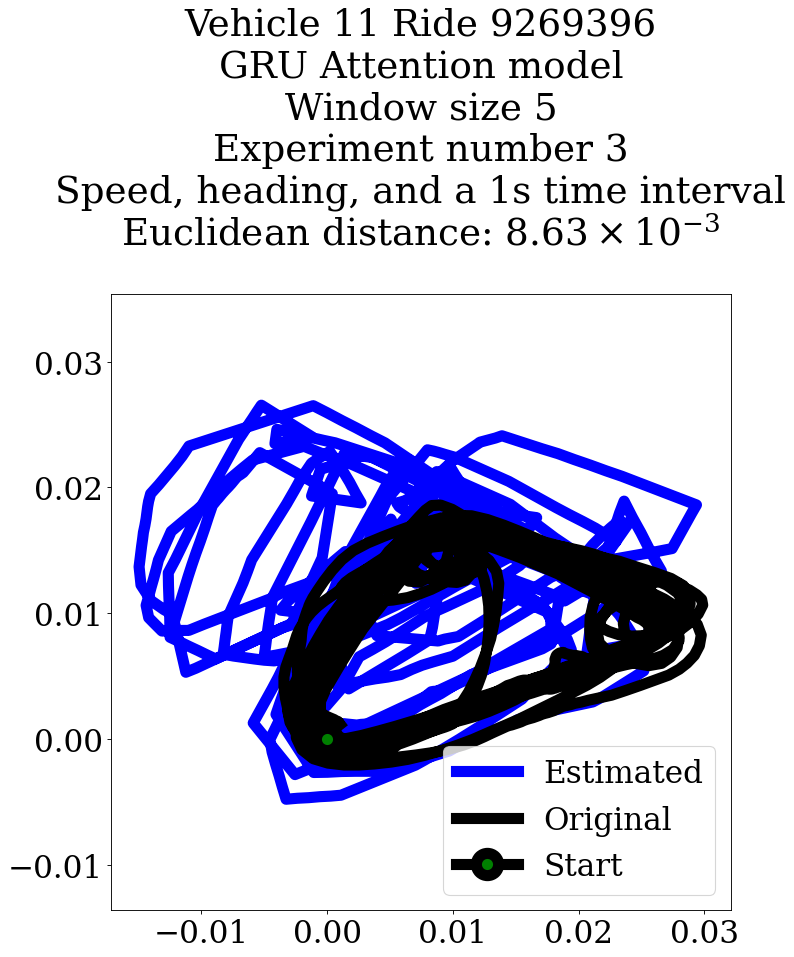 Vehicle 11 Ride 9269396
GRU Attention model
Window size 5
Experiment number 3
Speed, heading, and a 1s time interval
Euclidean distance: 8.63 × 10⁻³
0.03
0.02
0.01
0.00
−0.01
Estimated
Original
Start
−0.01 0.00 0.01 0.02 0.03